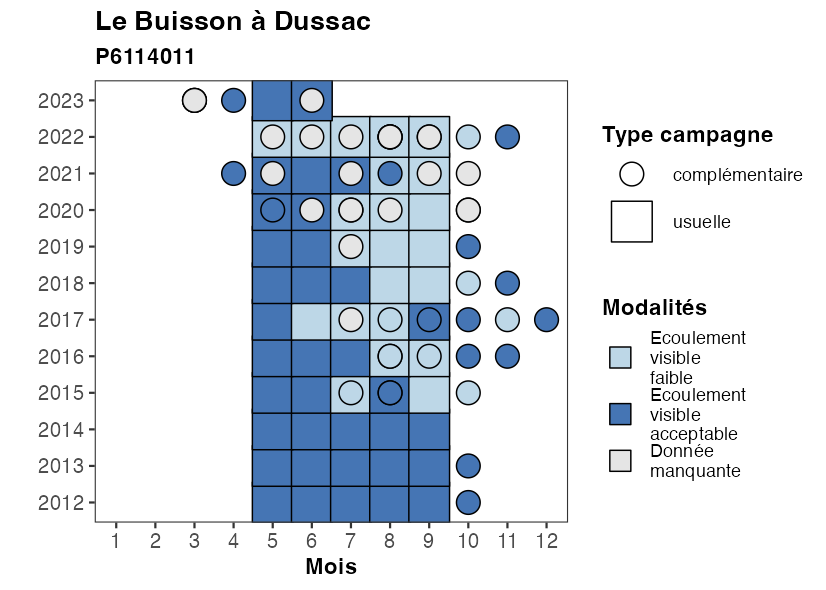 Le Buisson à Dussac
P6114011
2023
2022
2021
2020
2019
2018
2017
2016
2015
2014
2013
2012
1 2 3 4 5 6 7 8 9 10 11 12
Mois
Type campagne
complémentaire
usuelle
Modalités
Ecoulement
visible
faible
Ecoulement
visible
acceptable
Donnée
manquante